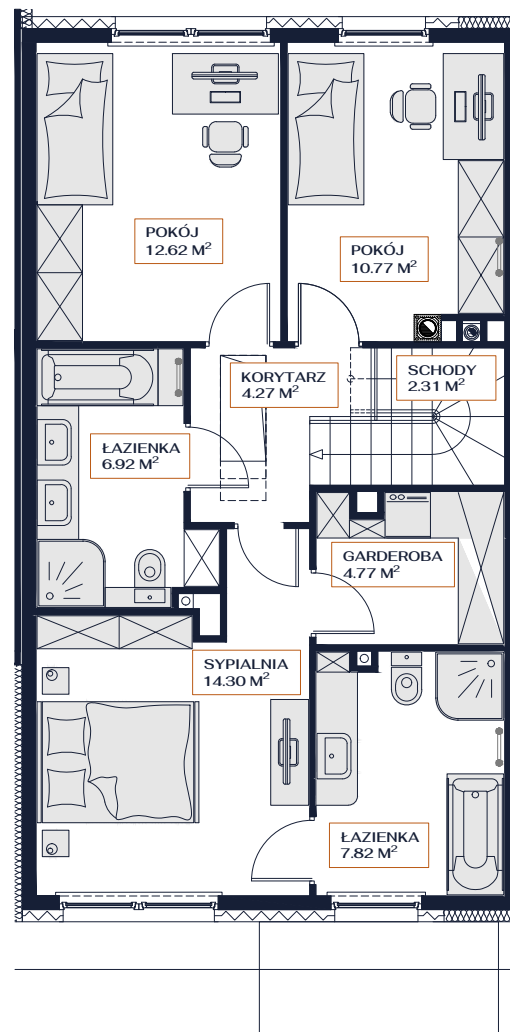 POKÓJ
12.62 M²
POKÓJ
10.77 M²
KORYTARZ
4.27 M²
SCHODY
2.31 M²
ŁAZIENKA
6.92 M²
GARDEROBA
4.77 M²
SYPIALNIA
14.30 M²
ŁAZIENKA
7.82 M²